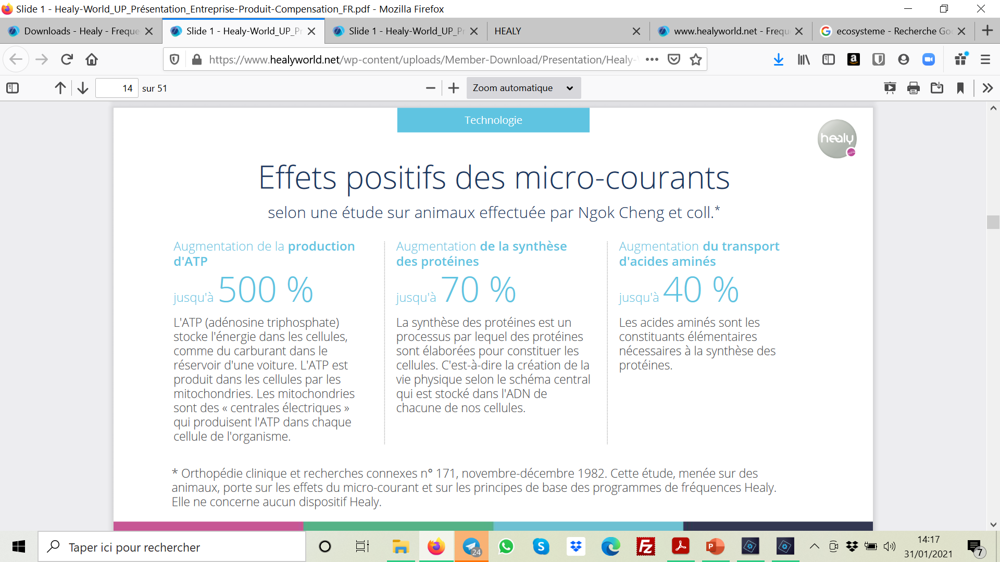 Slide 1 - Healy-World_UP_Présentation_Entreprise-Produit-Compensation_FR.pdf - Mozilla Firefox
Downloads - Healy - Freque
Slide 1 - Healy-World_UP_Pr
Slide 1 - Healy-World_UP_Pr
HEALY
www.healyworld.net - Frequ
ecosysteme - Recherche Goo
https://www.healyworld.net/wp-content/uploads/Member-Download/Presentation/Healy-
14 sur 51
Zoom automatique
Technologie
healy
Effets positifs des micro-courants
selon une étude sur animaux effectuée par Ngok Cheng et coll.*
Augmentation de la production
d'ATP
jusqu'à 500 %
L'ATP (adénosine triphosphate)
stocke l'énergie dans les cellules,
comme du carburant dans le
réservoir d'une voiture. L'ATP est
produit dans les cellules par les
mitochondries. Les mitochondries
sont des « centrales électriques »
qui produisent l'ATP dans chaque
cellule de l'organisme.
Augmentation de la synthèse
des protéines
jusqu'à 70 %
La synthèse des protéines est un
processus par lequel des protéines
sont élaborées pour constituer les
cellules. C'est-à-dire la création de la
vie physique selon le schéma central
qui est stocké dans l'ADN de
chacune de nos cellules.
Augmentation du transport
d'acides aminés
jusqu'à 40 %
Les acides aminés sont les
constituants élémentaires
nécessaires à la synthèse des
protéines.
* Orthopédie clinique et recherches connexes n° 171, novembre-décembre 1982. Cette étude, menée sur des
animaux, porte sur les effets du micro-courant et sur les principes de base des programmes de fréquences Healy.
Elle ne concerne aucun dispositif Healy.
Taper ici pour rechercher
24
14:17
31/01/2021
7